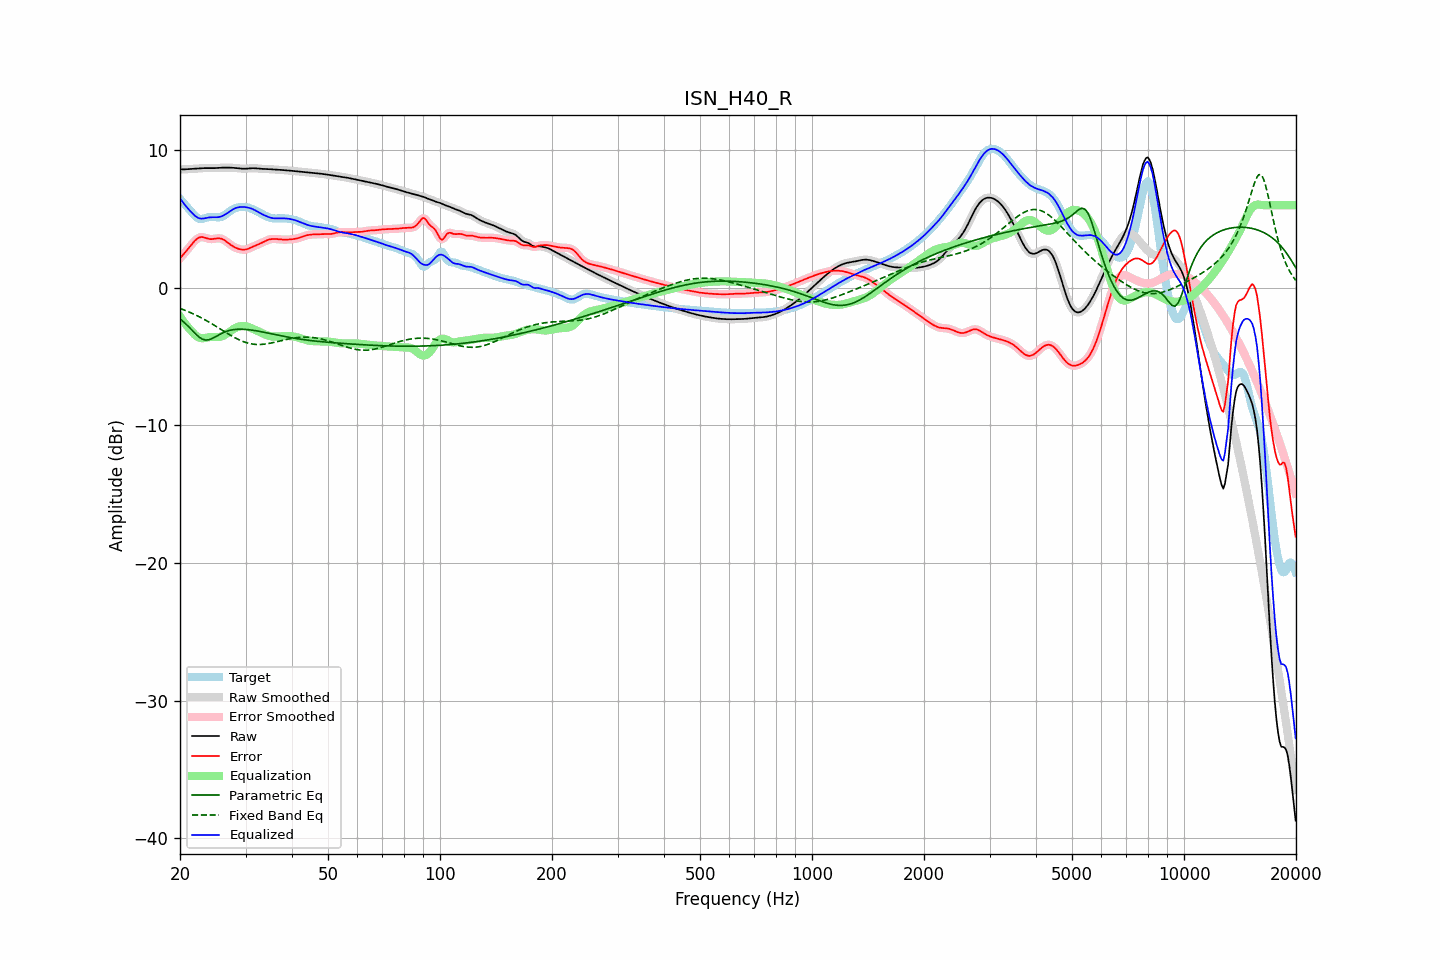 ISN_H40_R
10
0
−10
−20
−30
−40
Amplitude (dBr)
Target
Raw Smoothed
Error Smoothed
Raw
Error
Equalization
Parametric Eq
Fixed Band Eq
Equalized
20 50 100 200 500 1000 2000 5000 10000 20000
Frequency (Hz)